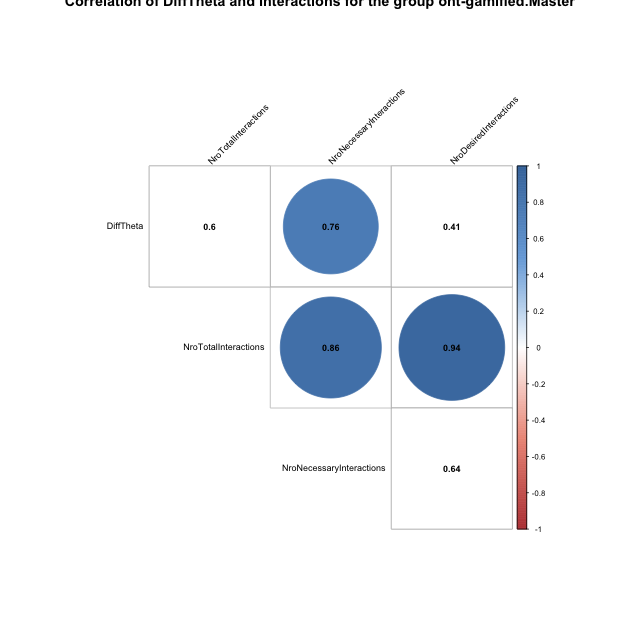 Correlation of DiffTheta and Interactions for the group ont-gamified.Master
NroTotalInteractions
NroNecessaryInteractions
NroDesiredInteractions
DiffTheta
0.6
0.76
0.41
NroTotalInteractions
0.86
0.94
NroNecessaryInteractions
0.64
1
0.8
0.6
0.4
0.2
0
-0.2
-0.4
-0.6
-0.8
-1